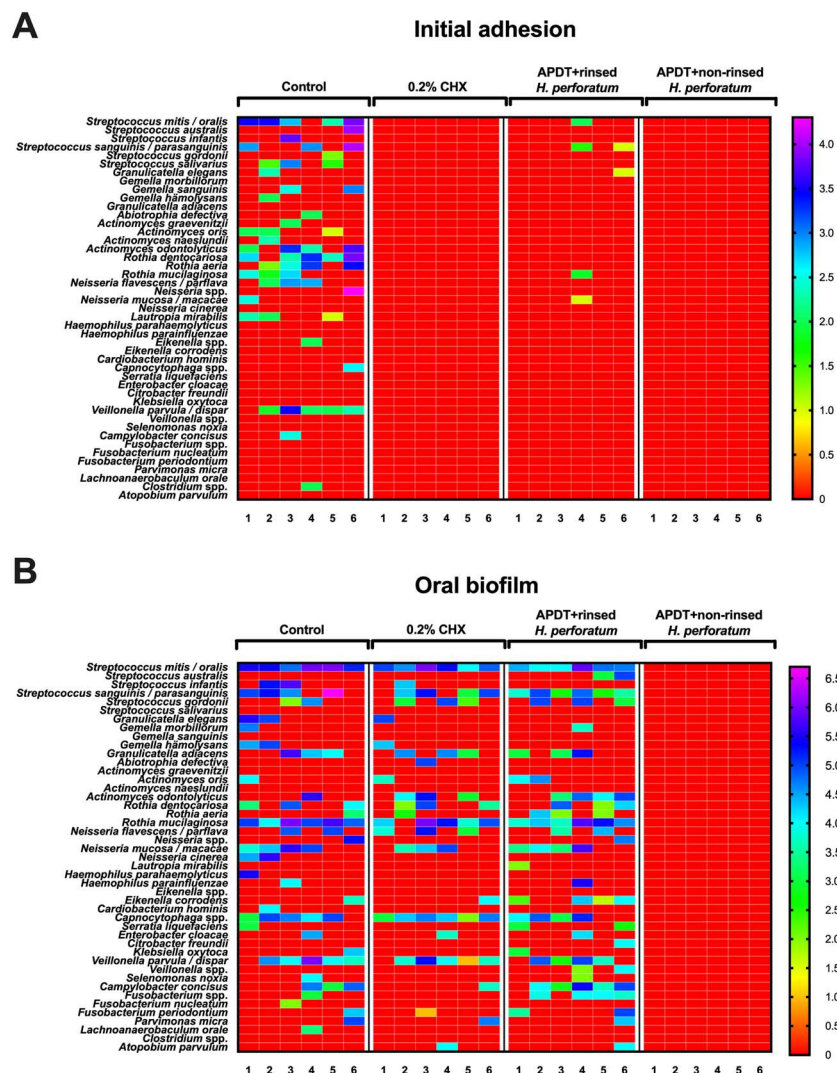 A
Initial adhesion
Control
0.2% CHX
APDT+rinsed
H. perforatum
APDT+non-rinsed
H. perforatum
Streptococcus mitis / oralis
Streptococcus australis
Streptococcus infantis
Streptococcus sanguinis / parasanguinis
Streptococcus gordonii
Streptococcus salivarius
Granulicatella elegans
Gemella morbillorum
Gemella sanguinis
Gemella hämolysans
Granulicatella adiacens
Abiotrophia defectiva
Actinomyces graevenitzii
Actinomyces oris
Actinomyces naeslundii
Actinomyces odontolyticus
Rothia dentocariosa
Rothia aeria
Rothia mucilaginosa
Neisseria flavescens / parflava
Neisseria spp.
Neisseria mucosa / macacae
Neisseria cinerea
Lautropia mirabilis
Haemophilus parahaemolyticus
Haemophilus parainfluenzae
Eikenella spp.
Eikenella corrodens
Cardiobacterium hominis
Capnocytophaga spp.
Serratia liquefaciens
Enterobacter cloacae
Citrobacter freundii
Klebsiella oxytoca
Veillonella parvula / dispar
Veillonella spp.
Selenomonas noxia
Campylobacter concisus
Fusobacterium spp.
Fusobacterium nucleatum
Fusobacterium periodontium
Parvimonas micra
Lachnoanaerobaculum orale
Clostridium spp.
Atopobium parvulum
1 2 3 4 5 6 1 2 3 4 5 6 1 2 3 4 5 6 1 2 3 4 5 6
4.0
3.5
3.0
2.5
2.0
1.5
1.0
0.5
0
B
Oral biofilm
Control
0.2% CHX
APDT+rinsed
H. perforatum
APDT+non-rinsed
H. perforatum
Streptococcus mitis / oralis
Streptococcus australis
Streptococcus infantis
Streptococcus sanguinis / parasanguinis
Streptococcus gordonii
Streptococcus salivarius
Granulicatella elegans
Gemella morbillorum
Gemella sanguinis
Gemella hämolysans
Granulicatella adiacens
Abiotrophia defectiva
Actinomyces graevenitzii
Actinomyces oris
Actinomyces naeslundii
Actinomyces odontolyticus
Rothia dentocariosa
Rothia aeria
Rothia mucilaginosa
Neisseria flavescens / parflava
Neisseria spp.
Neisseria mucosa / macacae
Neisseria cinerea
Lautropia mirabilis
Haemophilus parahaemolyticus
Haemophilus parainfluenzae
Eikenella spp.
Eikenella corrodens
Cardiobacterium hominis
Capnocytophaga spp.
Serratia liquefaciens
Enterobacter cloacae
Citrobacter freundii
Klebsiella oxytoca
Veillonella parvula / dispar
Veillonella spp.
Selenomonas noxia
Campylobacter concisus
Fusobacterium spp.
Fusobacterium nucleatum
Fusobacterium periodontium
Parvimonas micra
Lachnoanaerobaculum orale
Clostridium spp.
Atopobium parvulum
1 2 3 4 5 6 1 2 3 4 5 6 1 2 3 4 5 6 1 2 3 4 5 6
6.5
6.0
5.5
5.0
4.5
4.0
3.5
3.0
2.5
2.0
1.5
1.0
0.5
0